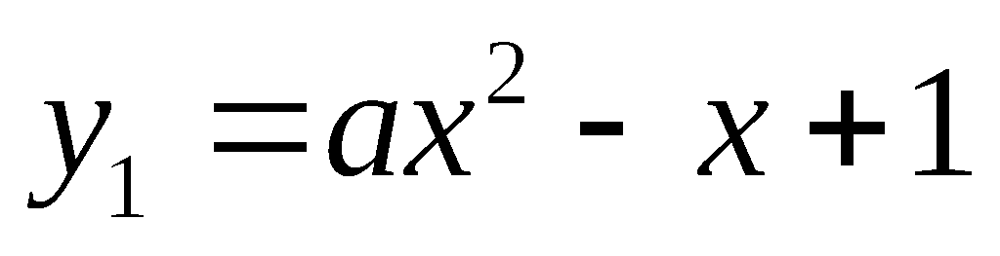 y₁ = ax² - x + 1